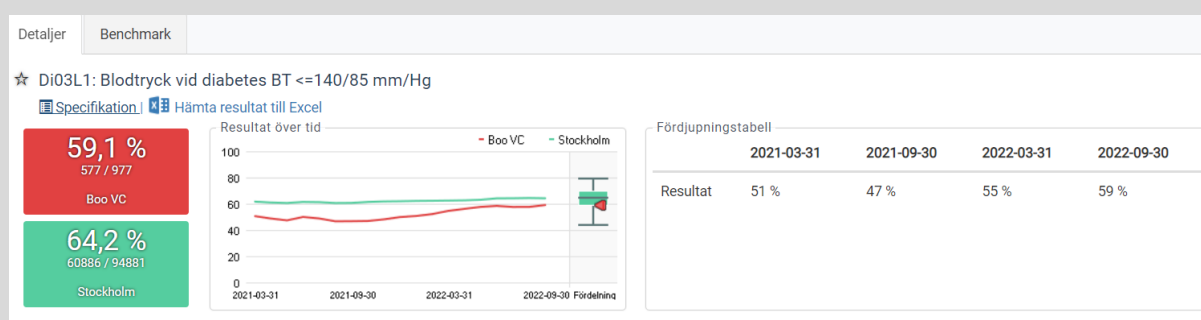 Detaljer Benchmark
Di03L1: Blodtryck vid diabetes BT <=140/85 mm/Hg
Specifikation | Hämta resultat till Excel
59,1 %
577 / 977
Boo VC
64,2 %
60886 / 94881
Stockholm
Resultat över tid
Boo VC Stockholm
100
80
60
40
20
0
2021-03-31 2021-09-30 2022-03-31 2022-09-30 Fördelning
Fördjupningstabell
2021-03-31 2021-09-30 2022-03-31 2022-09-30
Resultat 51 % 47 % 55 % 59 %